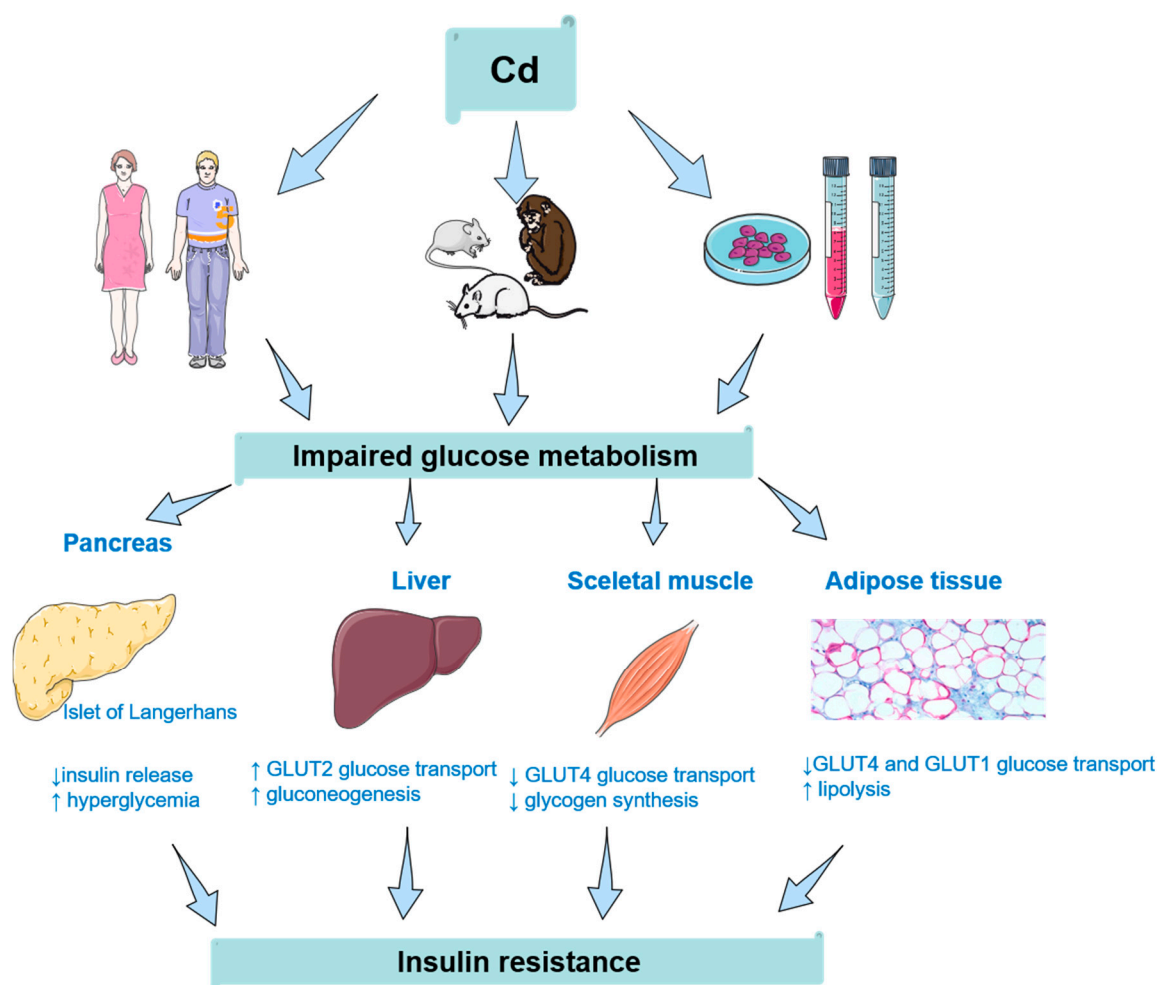 Cd
Impaired glucose metabolism
Pancreas
Liver
Sceletal muscle
Adipose tissue
Islet of Langerhans
↓insulin release
↑ hyperglycemia
↑ GLUT2 glucose transport
↑ gluconeogenesis
↓ GLUT4 glucose transport
↓ glycogen synthesis
↓GLUT4 and GLUT1 glucose transport
↑ lipolysis
Insulin resistance